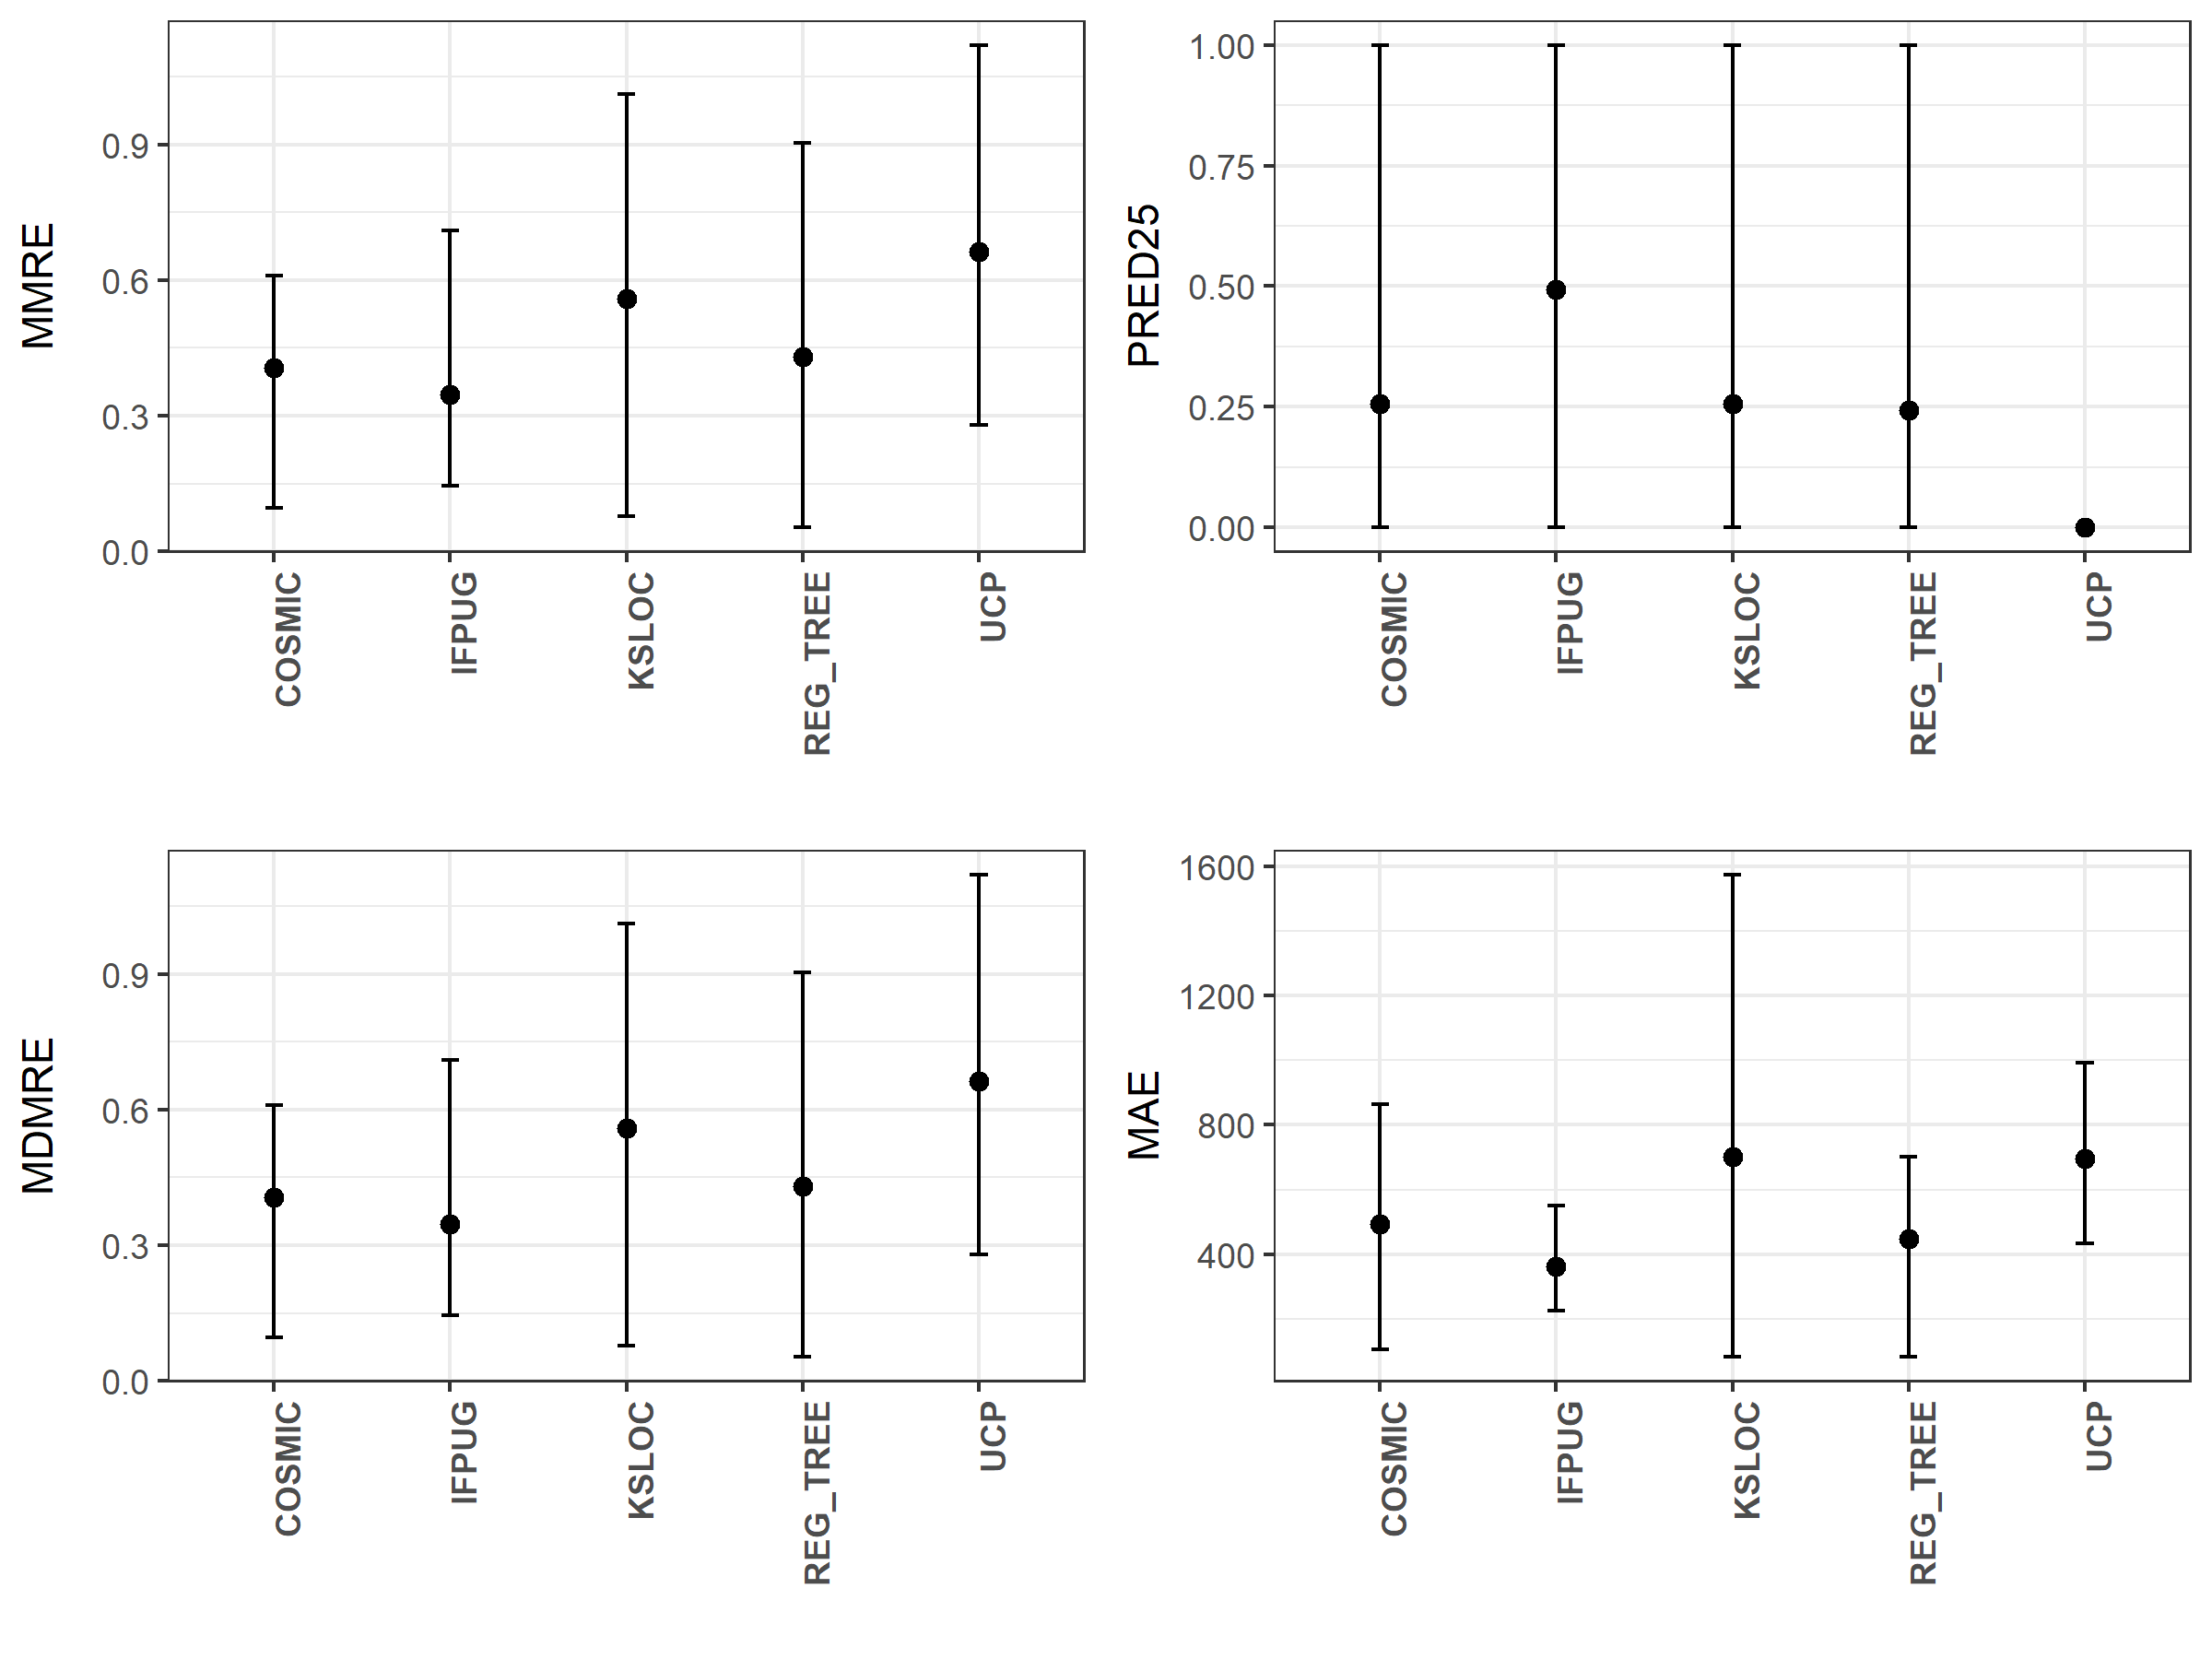 MMRE
0.9
0.6
0.3
0.0
COSMIC
IFPUG
KSLOC
REG_TREE
UCP
PRED25
1.00
0.75
0.50
0.25
0.00
COSMIC
IFPUG
KSLOC
REG_TREE
UCP
MDMRE
0.9
0.6
0.3
0.0
COSMIC
IFPUG
KSLOC
REG_TREE
UCP
MAE
1600
1200
800
400
COSMIC
IFPUG
KSLOC
REG_TREE
UCP